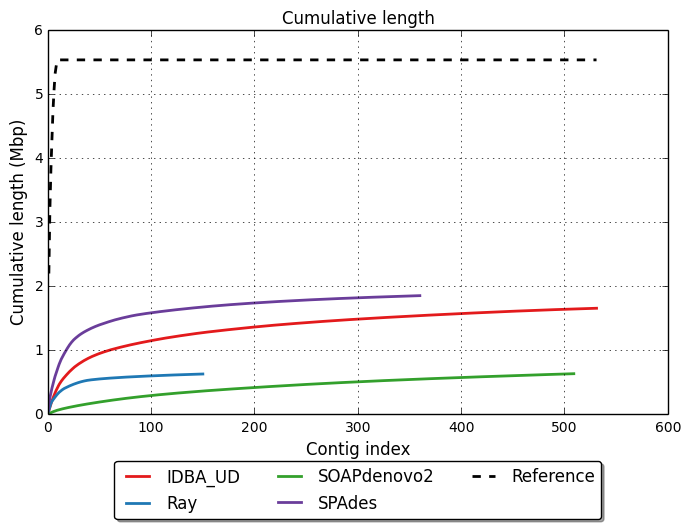 Cumulative length
6
5
4
3
2
1
0
Cumulative length (Mbp)
0 100 200 300 400 500 600
Contig index
IDBA_UD SOAPdenovo2 Reference
Ray SPAdes